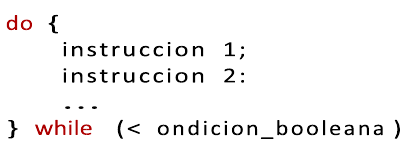 do {
instruccion 1;
instruccion 2:
...
} while (< ondicion_booleana )